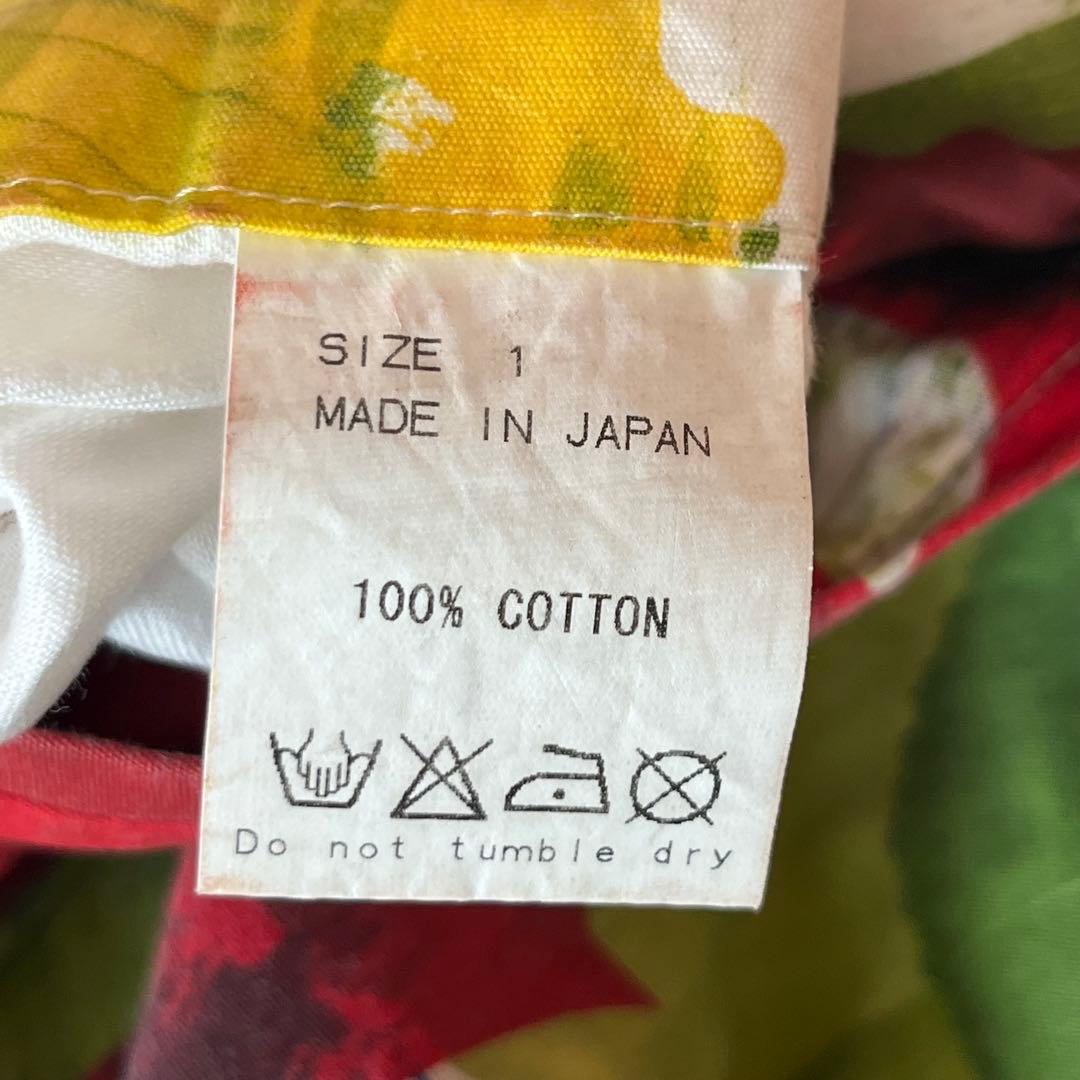 SIZE 1
MADE IN JAPAN
100% COTTON
Do not tumble dry